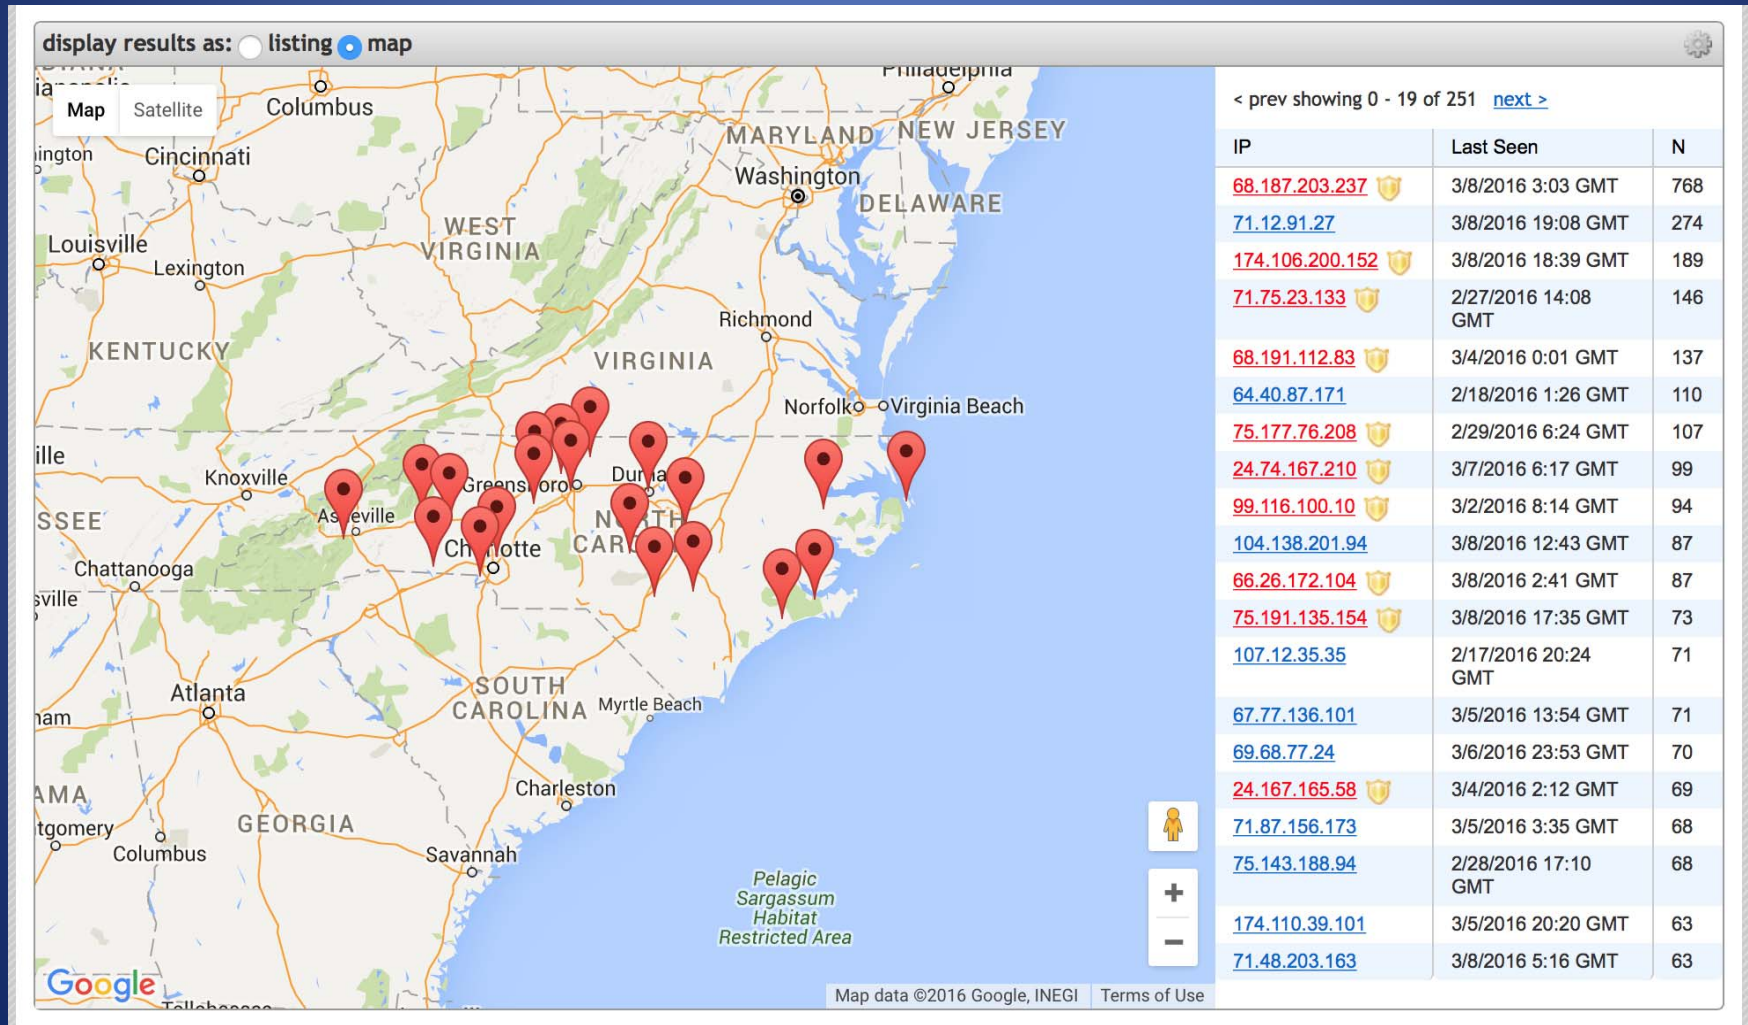 display results as: listing map
Map Satellite
Columbus
Philadelphia
MARYLAND
NEW JERSEY
Cincinnati
Washington
DELAWARE
WEST
VIRGINIA
Louisville
Lexington
Richmond
KENTUCKY
VIRGINIA
Norfolk
Virginia Beach
Knoxville
Greensboro
NORTH
Charlotte
Chattanooga
Atlanta
SOUTH
CAROLINA
Myrtle Beach
Charleston
GEORGIA
Columbus
Savannah
Pelagic
Sargassum
Habitat
Restricted Area
Google
Map data ©2016 Google, INEGI Terms of Use
< prev showing 0 - 19 of 251 next >
IP Last Seen N
68.187.203.237 3/8/2016 3:03 GMT 768
71.12.91.27 3/8/2016 19:08 GMT 274
174.106.200.152 3/8/2016 18:39 GMT 189
71.75.23.133 2/27/2016 14:08 146
GMT
68.191.112.83 3/4/2016 0:01 GMT 137
64.40.87.171 2/18/2016 1:26 GMT 110
75.177.76.208 2/29/2016 6:24 GMT 107
24.74.167.210 3/7/2016 6:17 GMT 99
99.116.100.10 3/2/2016 8:14 GMT 94
104.138.201.94 3/8/2016 12:43 GMT 87
66.26.172.104 3/8/2016 2:41 GMT 87
75.191.135.154 3/8/2016 17:35 GMT 73
107.12.35.35 2/17/2016 20:24 71
GMT
67.77.136.101 3/5/2016 13:54 GMT 71
69.68.77.24 3/6/2016 23:53 GMT 70
24.167.165.58 3/4/2016 2:12 GMT 69
71.87.156.173 3/5/2016 3:35 GMT 68
75.143.188.94 2/28/2016 17:10 68
GMT
174.110.39.101 3/5/2016 20:20 GMT 63
71.48.203.163 3/8/2016 5:16 GMT 63